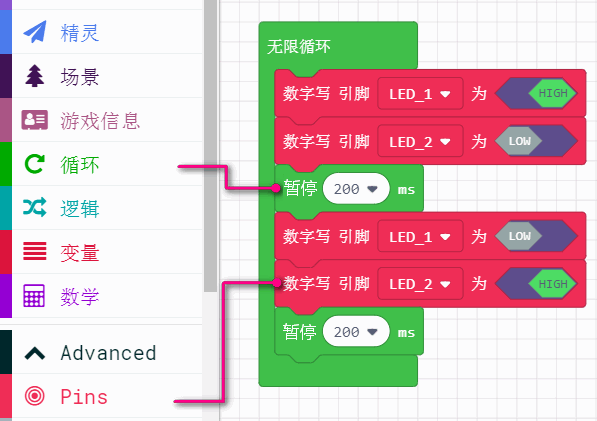 精灵
场景
游戏信息
循环
逻辑
变量
数学
Advanced
Pins
无限循环
数字写 引脚 LED_1 为 HIGH
数字写 引脚 LED_2 为 LOW
暂停 200 ms
数字写 引脚 LED_1 为 LOW
数字写 引脚 LED_2 为 HIGH
暂停 200 ms